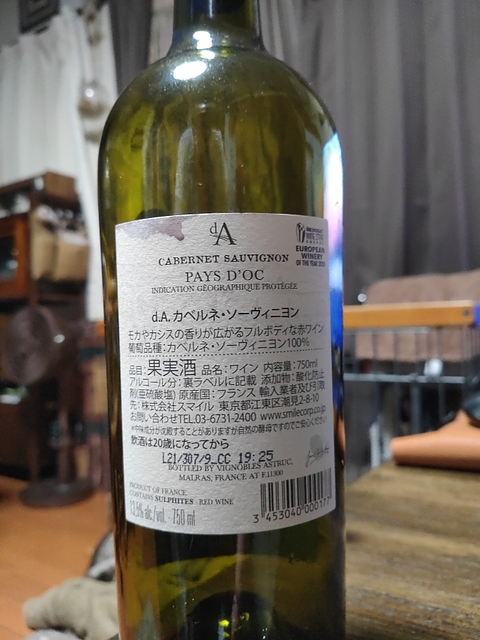 dA
CABERNET SAUVIGNON
PAYS D'OC
INDICATION GÉOGRAPHIQUE PROTÉGÉE
EUROPEAN
WINERY
OF THE YEAR
d.A. カベルネ・ソーヴィニヨン
モカやカシスの香りが広がるフルボディな赤ワイン
葡萄品種:カベルネ・ソーヴィニヨン100%
品目:果実酒 品名:ワイン 内容量:750ml
アルコール分:裏ラベルに記載 添加物:酸化防止
剤(亜硫酸塩) 原産国:フランス 輸入業者及び引取
先:株式会社スマイル 東京都江東区潮見2-8-10
お問い合わせTEL.03-6731-2400 www.smilecorp.co.jp
飲酒は20歳になってから
L21/307/9_CC 19:25
BOTTLED BY VIGNOBLES ASTRUC,
MALRAS, FRANCE AT F.11300
PRODUCT OF FRANCE
CONTAINS SULPHITES - RED WINE
13.5% alc/vol. - 750 ml
3 453040 000177